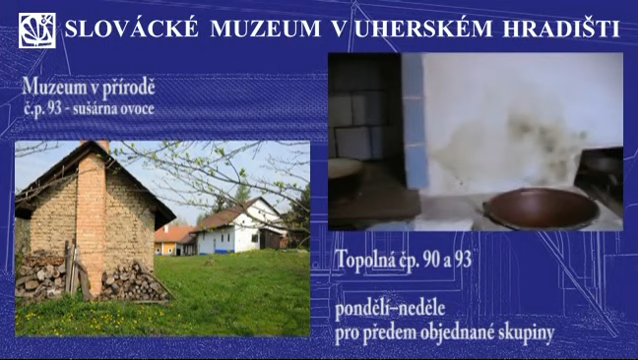 SLOVÁCKÉ MUZEUM V UHERSKÉM HRADIŠTI
Muzeum v přírodě
č.p. 93 - sušárna ovoce
Topolná čp. 90 a 93
pondělí–neděle
pro předem objednané skupiny